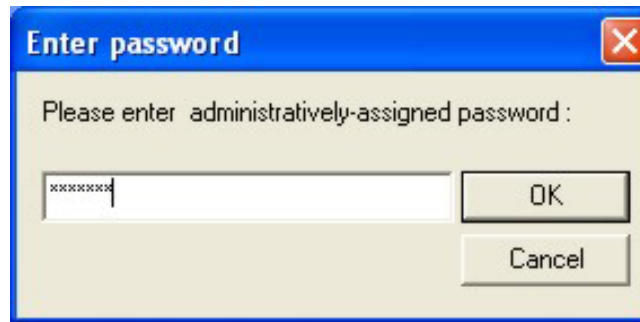 Enter password
Please enter  administratively-assigned password :
*******
OK
Cancel